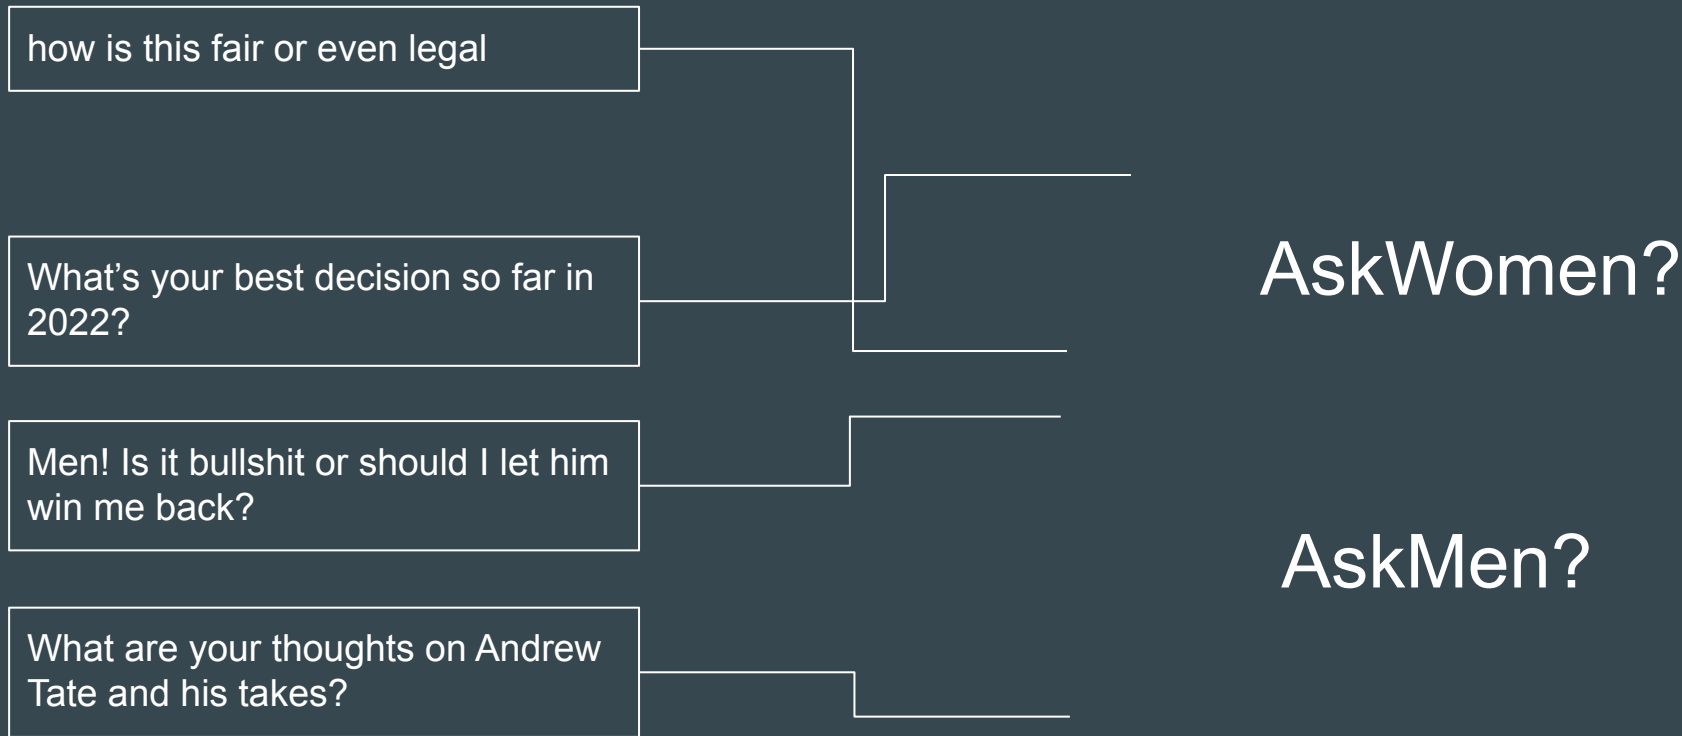 how is this fair or even legal
What’s your best decision so far in
2022?
Men! Is it bullshit or should I let him
win me back?
What are your thoughts on Andrew
Tate and his takes?
AskWomen?
AskMen?